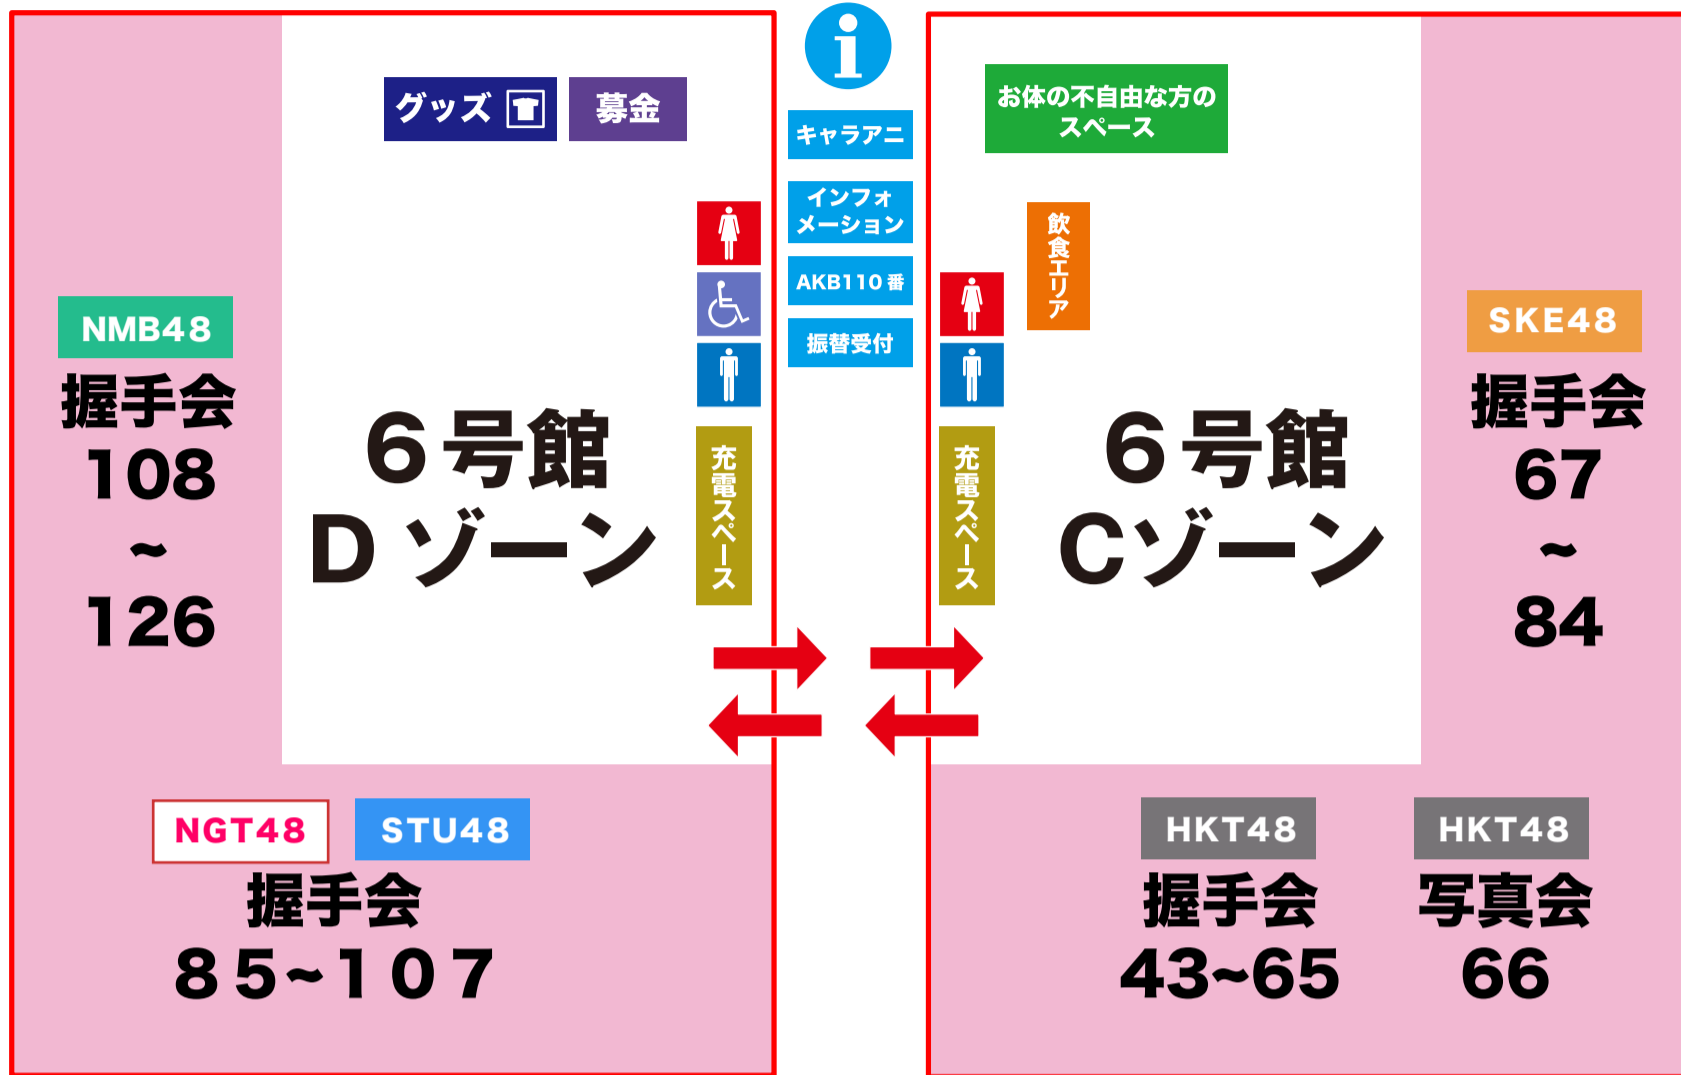 グッズ
募金
NMB48
握手会
108
~
126
6号館
Dゾーン
充電スペース
NGT48
STU48
握手会
85~107
i
キャラアニ
インフォ
メーション
AKB110番
振替受付
お体の不自由な方の
スペース
飲食エリア
充電スペース
6号館
Cゾーン
SKE48
握手会
67
~
84
HKT48
握手会
43~65
HKT48
写真会
66